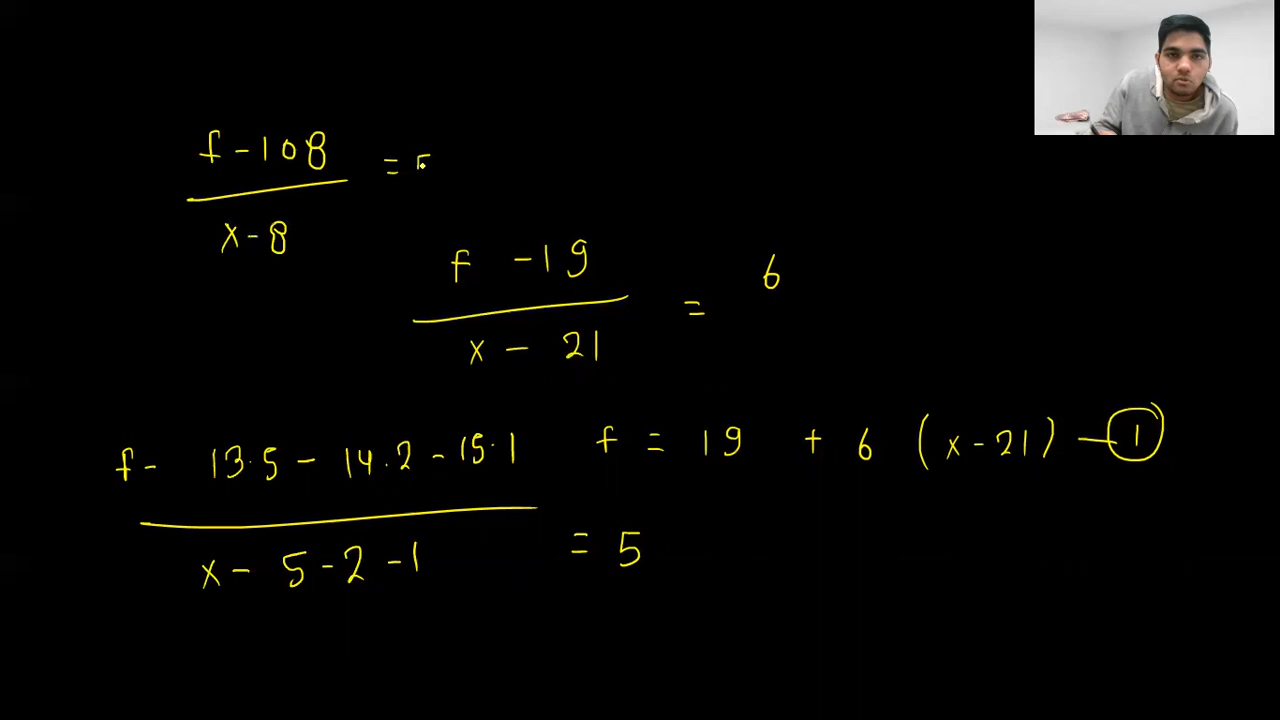 f - 108
= 5
x - 8
f - 19
= 6
x - 21
f - 13.5 - 14.2 - 15.1
f = 19 + 6 (x - 21) - 1
= 5
x - 5 - 2 - 1